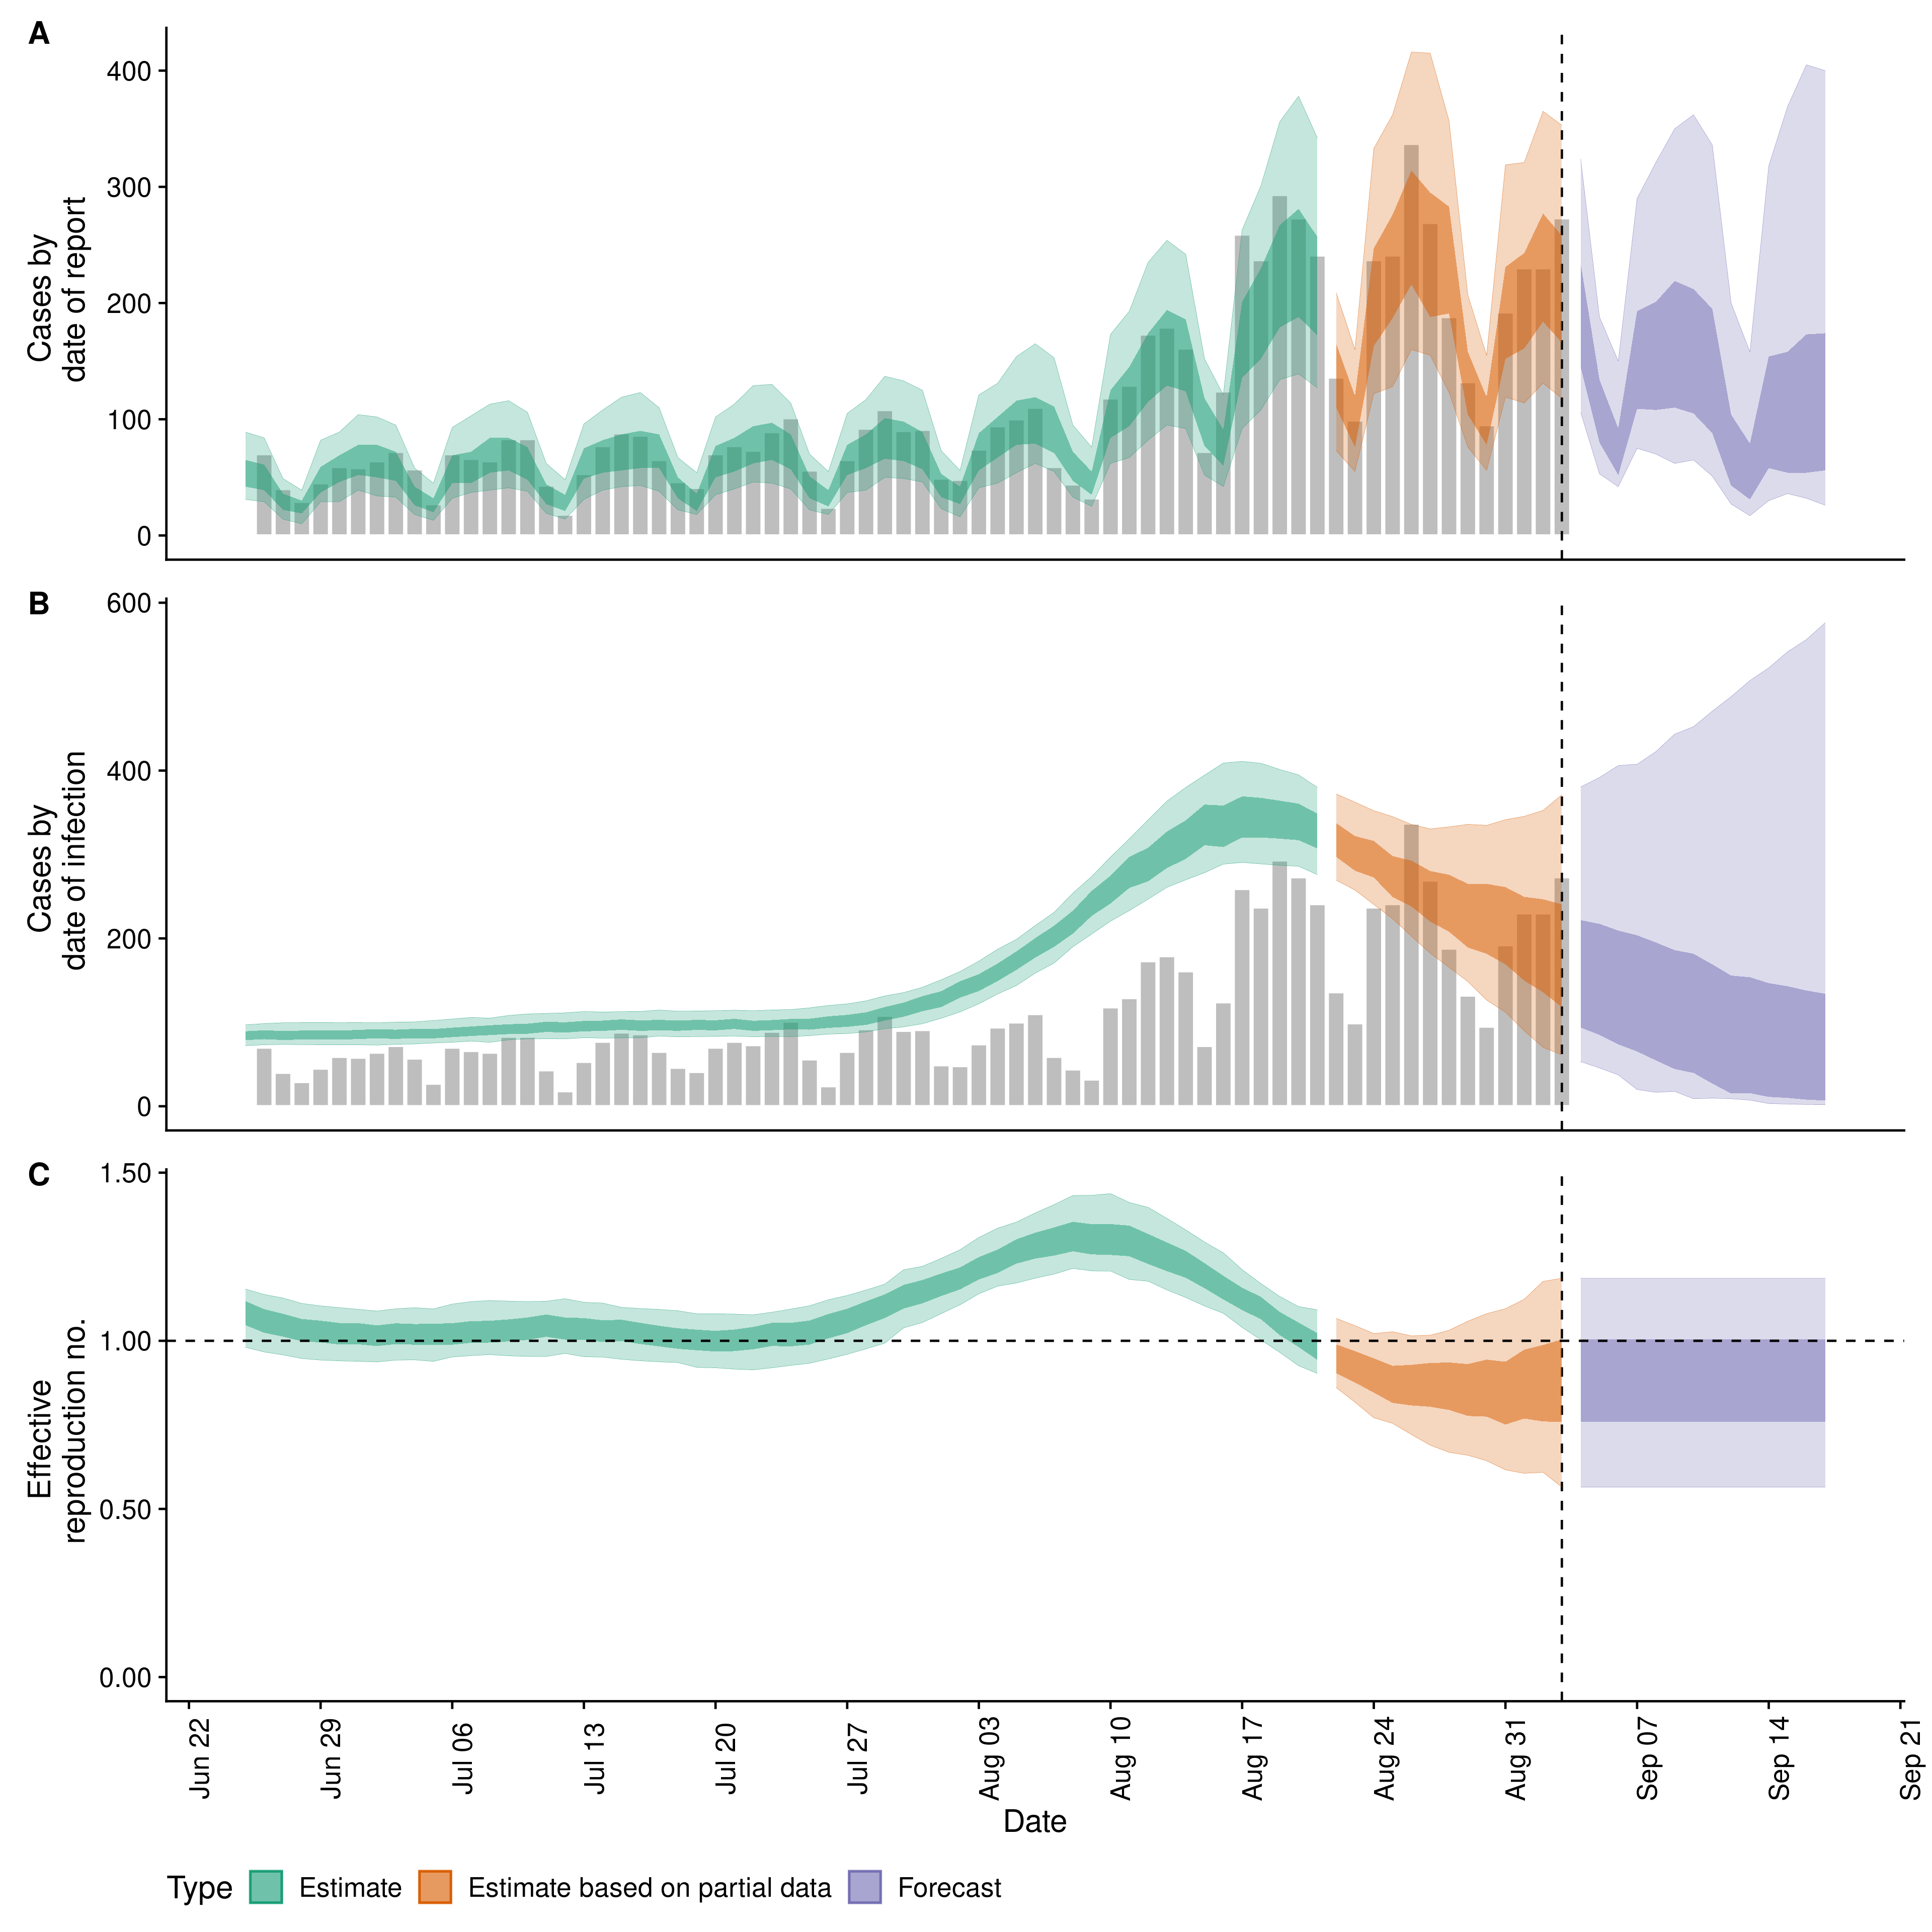 A
400
300
200
100
0
Cases by
date of report
B
600
400
200
0
Cases by
date of infection
C
1.50
1.00
0.50
0.00
Effective
reproduction no.
Jun 22
Jun 29
Jul 06
Jul 13
Jul 20
Jul 27
Aug 03
Aug 10
Aug 17
Aug 24
Aug 31
Sep 07
Sep 14
Sep 21
Date
Type Estimate Estimate based on partial data Forecast